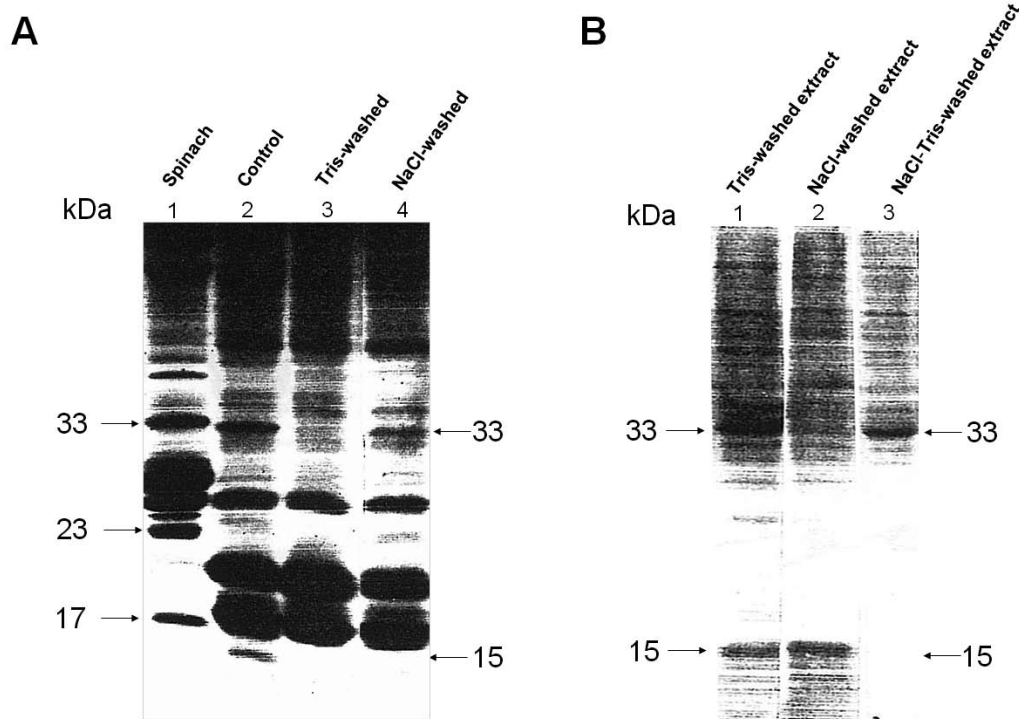 A
Spinach
Control
Tris-washed
NaCl-washed
kDa
1 2 3 4
33
23
17
33
15
B
Tris-washed extract
NaCl-washed extract
NaCl-Tris-washed extract
kDa
1 2 3
33
15
33
15